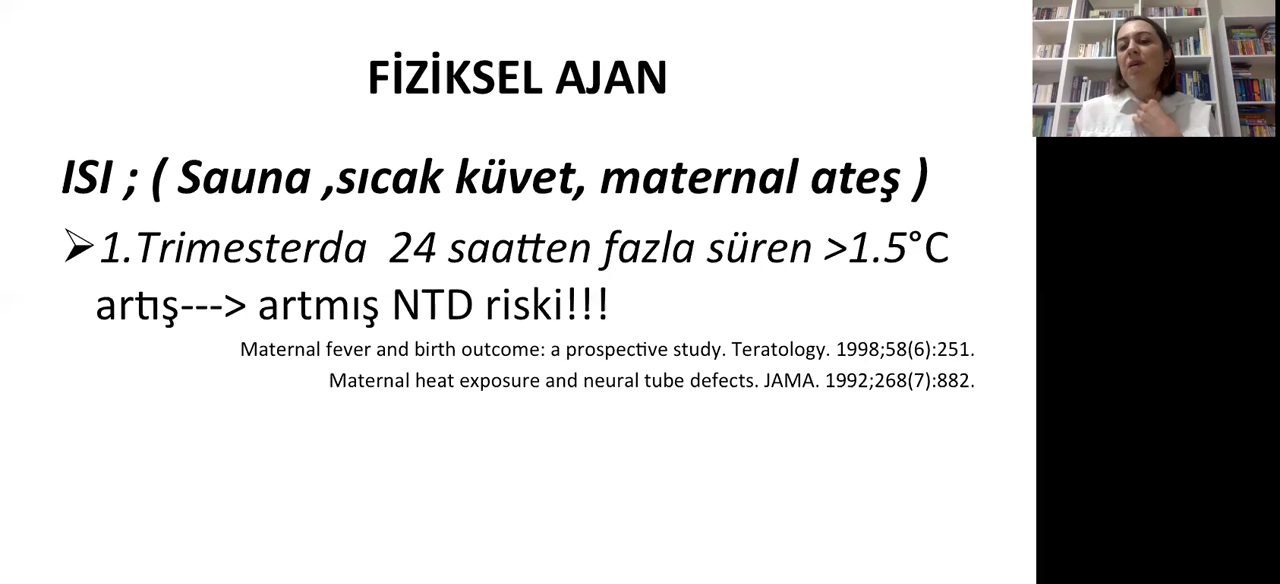 FİZİKSEL AJAN
ISI ; ( Sauna ,sıcak küvet, maternal ateş )
➢1.Trimesterda 24 saatten fazla süren >1.5°C
artış---> artmış NTD riski!!!
Maternal fever and birth outcome: a prospective study. Teratology. 1998;58(6):251.
Maternal heat exposure and neural tube defects. JAMA. 1992;268(7):882.